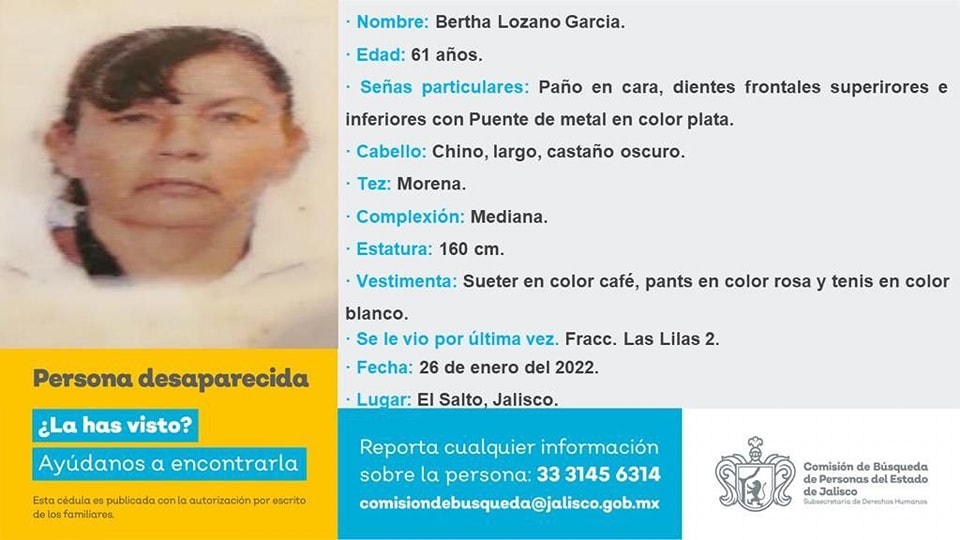 · Nombre: Bertha Lozano Garcia.
· Edad: 61 años.
· Señas particulares: Paño en cara, dientes frontales superirores e
inferiores con Puente de metal en color plata.
· Cabello: Chino, largo, castaño oscuro.
· Tez: Morena.
· Complexión: Mediana.
· Estatura: 160 cm.
· Vestimenta: Sueter en color café, pants en color rosa y tenis en color
blanco.
· Se le vio por última vez. Fracc. Las Lilas 2.
· Fecha: 26 de enero del 2022.
· Lugar: El Salto, Jalisco.
Persona desaparecida
¿La has visto?
Ayúdanos a encontrarla
Esta cédula es publicada con la autorización por escrito
de los familiares.
Reporta cualquier información
sobre la persona: 33 3145 6314
comisiondebusqueda@jalisco.gob.mx
Comisión de Búsqueda
de Personas del Estado
de Jalisco
Subsecretaría de Derechos Humanos